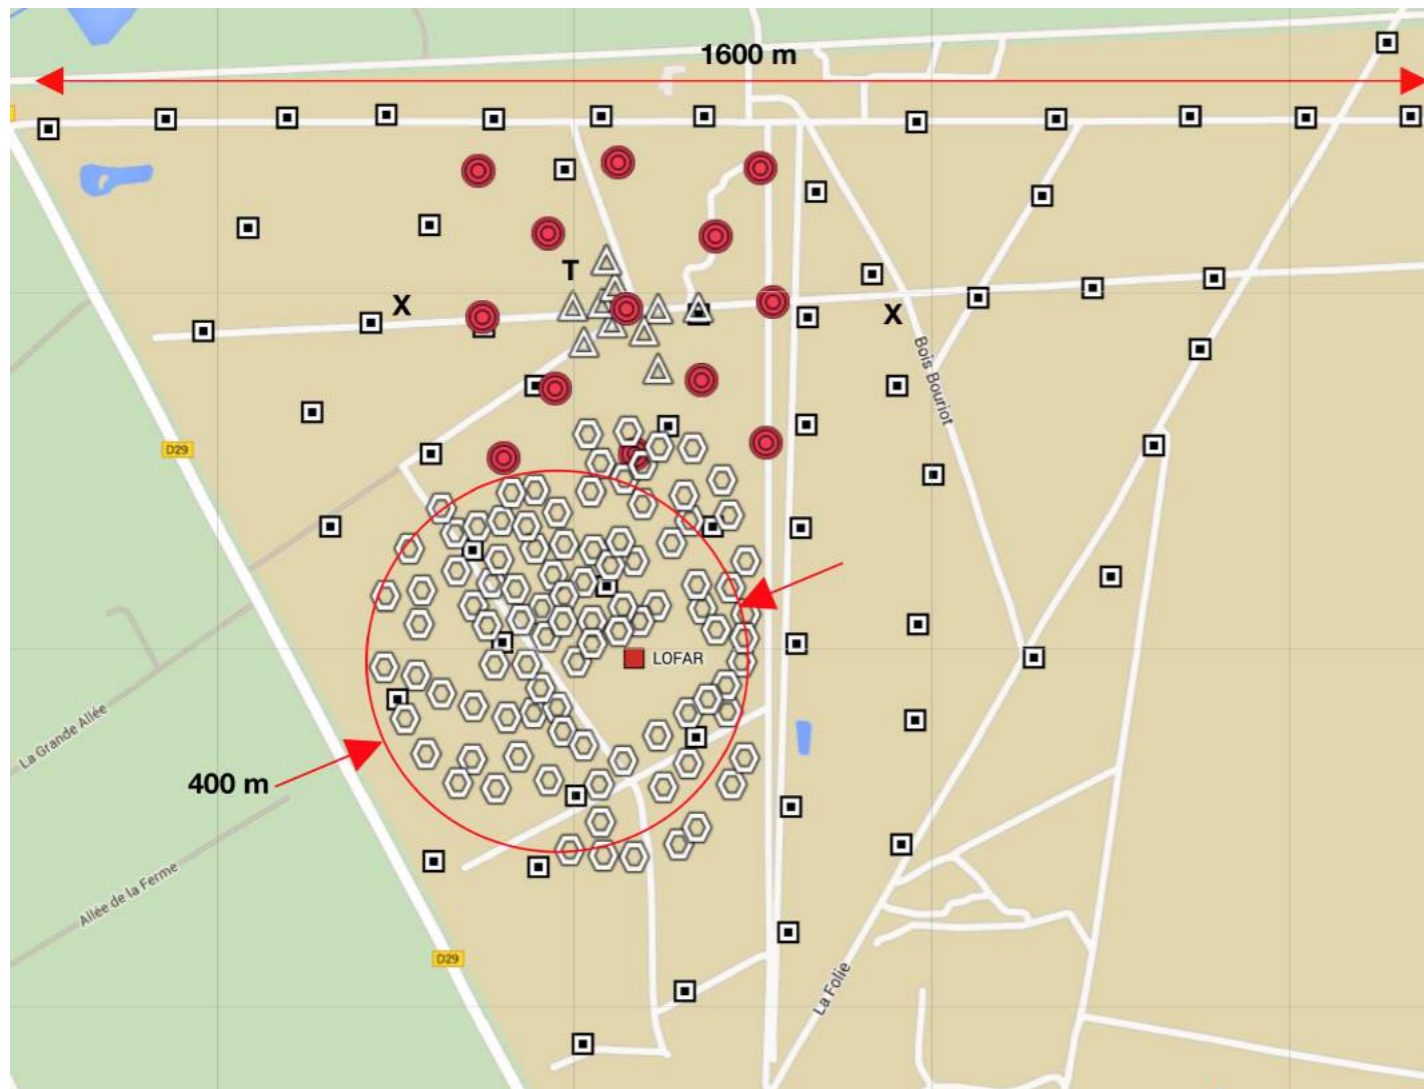 1600 m
T
X
X
Bois Bouriot
D29
LOFAR
La Grande Allée
400 m
Allée de la Ferme
D29
La Folie